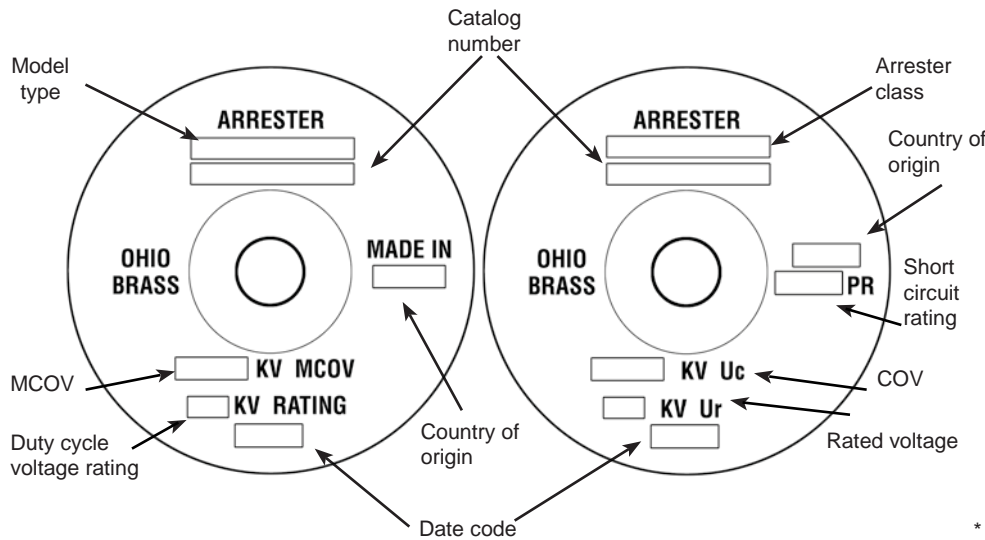 Catalog
number
Model
type
Arrester
class
ARRESTER
ARRESTER
Country of
origin
OHIO
BRASS
MADE IN
OHIO
BRASS
PR
Short
circuit
rating
MCOV
KV MCOV
KV Uc
COV
KV RATING
KV Ur
Duty cycle
voltage rating
Country of
origin
Rated voltage
Date code
*